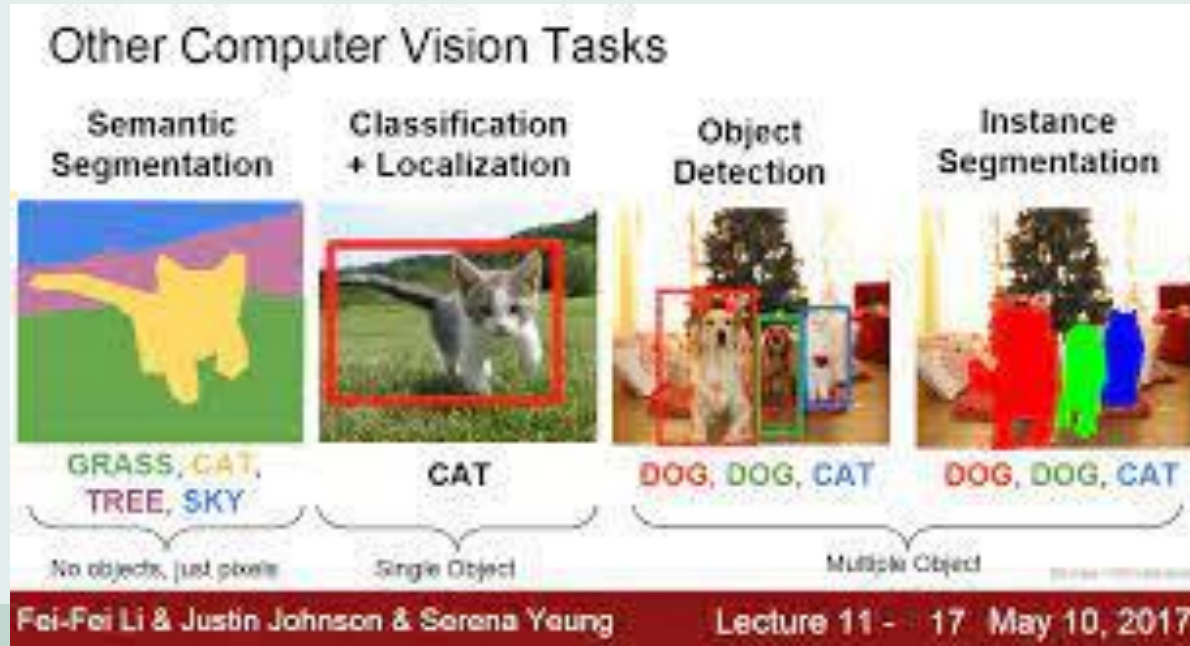 Other Computer Vision Tasks
Semantic
Segmentation
Classification
+ Localization
Object
Detection
Instance
Segmentation
GRASS, CAT,
TREE, SKY
CAT
DOG, DOG, CAT
DOG, DOG, CAT
No objects, just pixels
Single Object
Multiple Object
Fei-Fei Li & Justin Johnson & Serena Yeung
Lecture 11 - 17 May 10, 2017